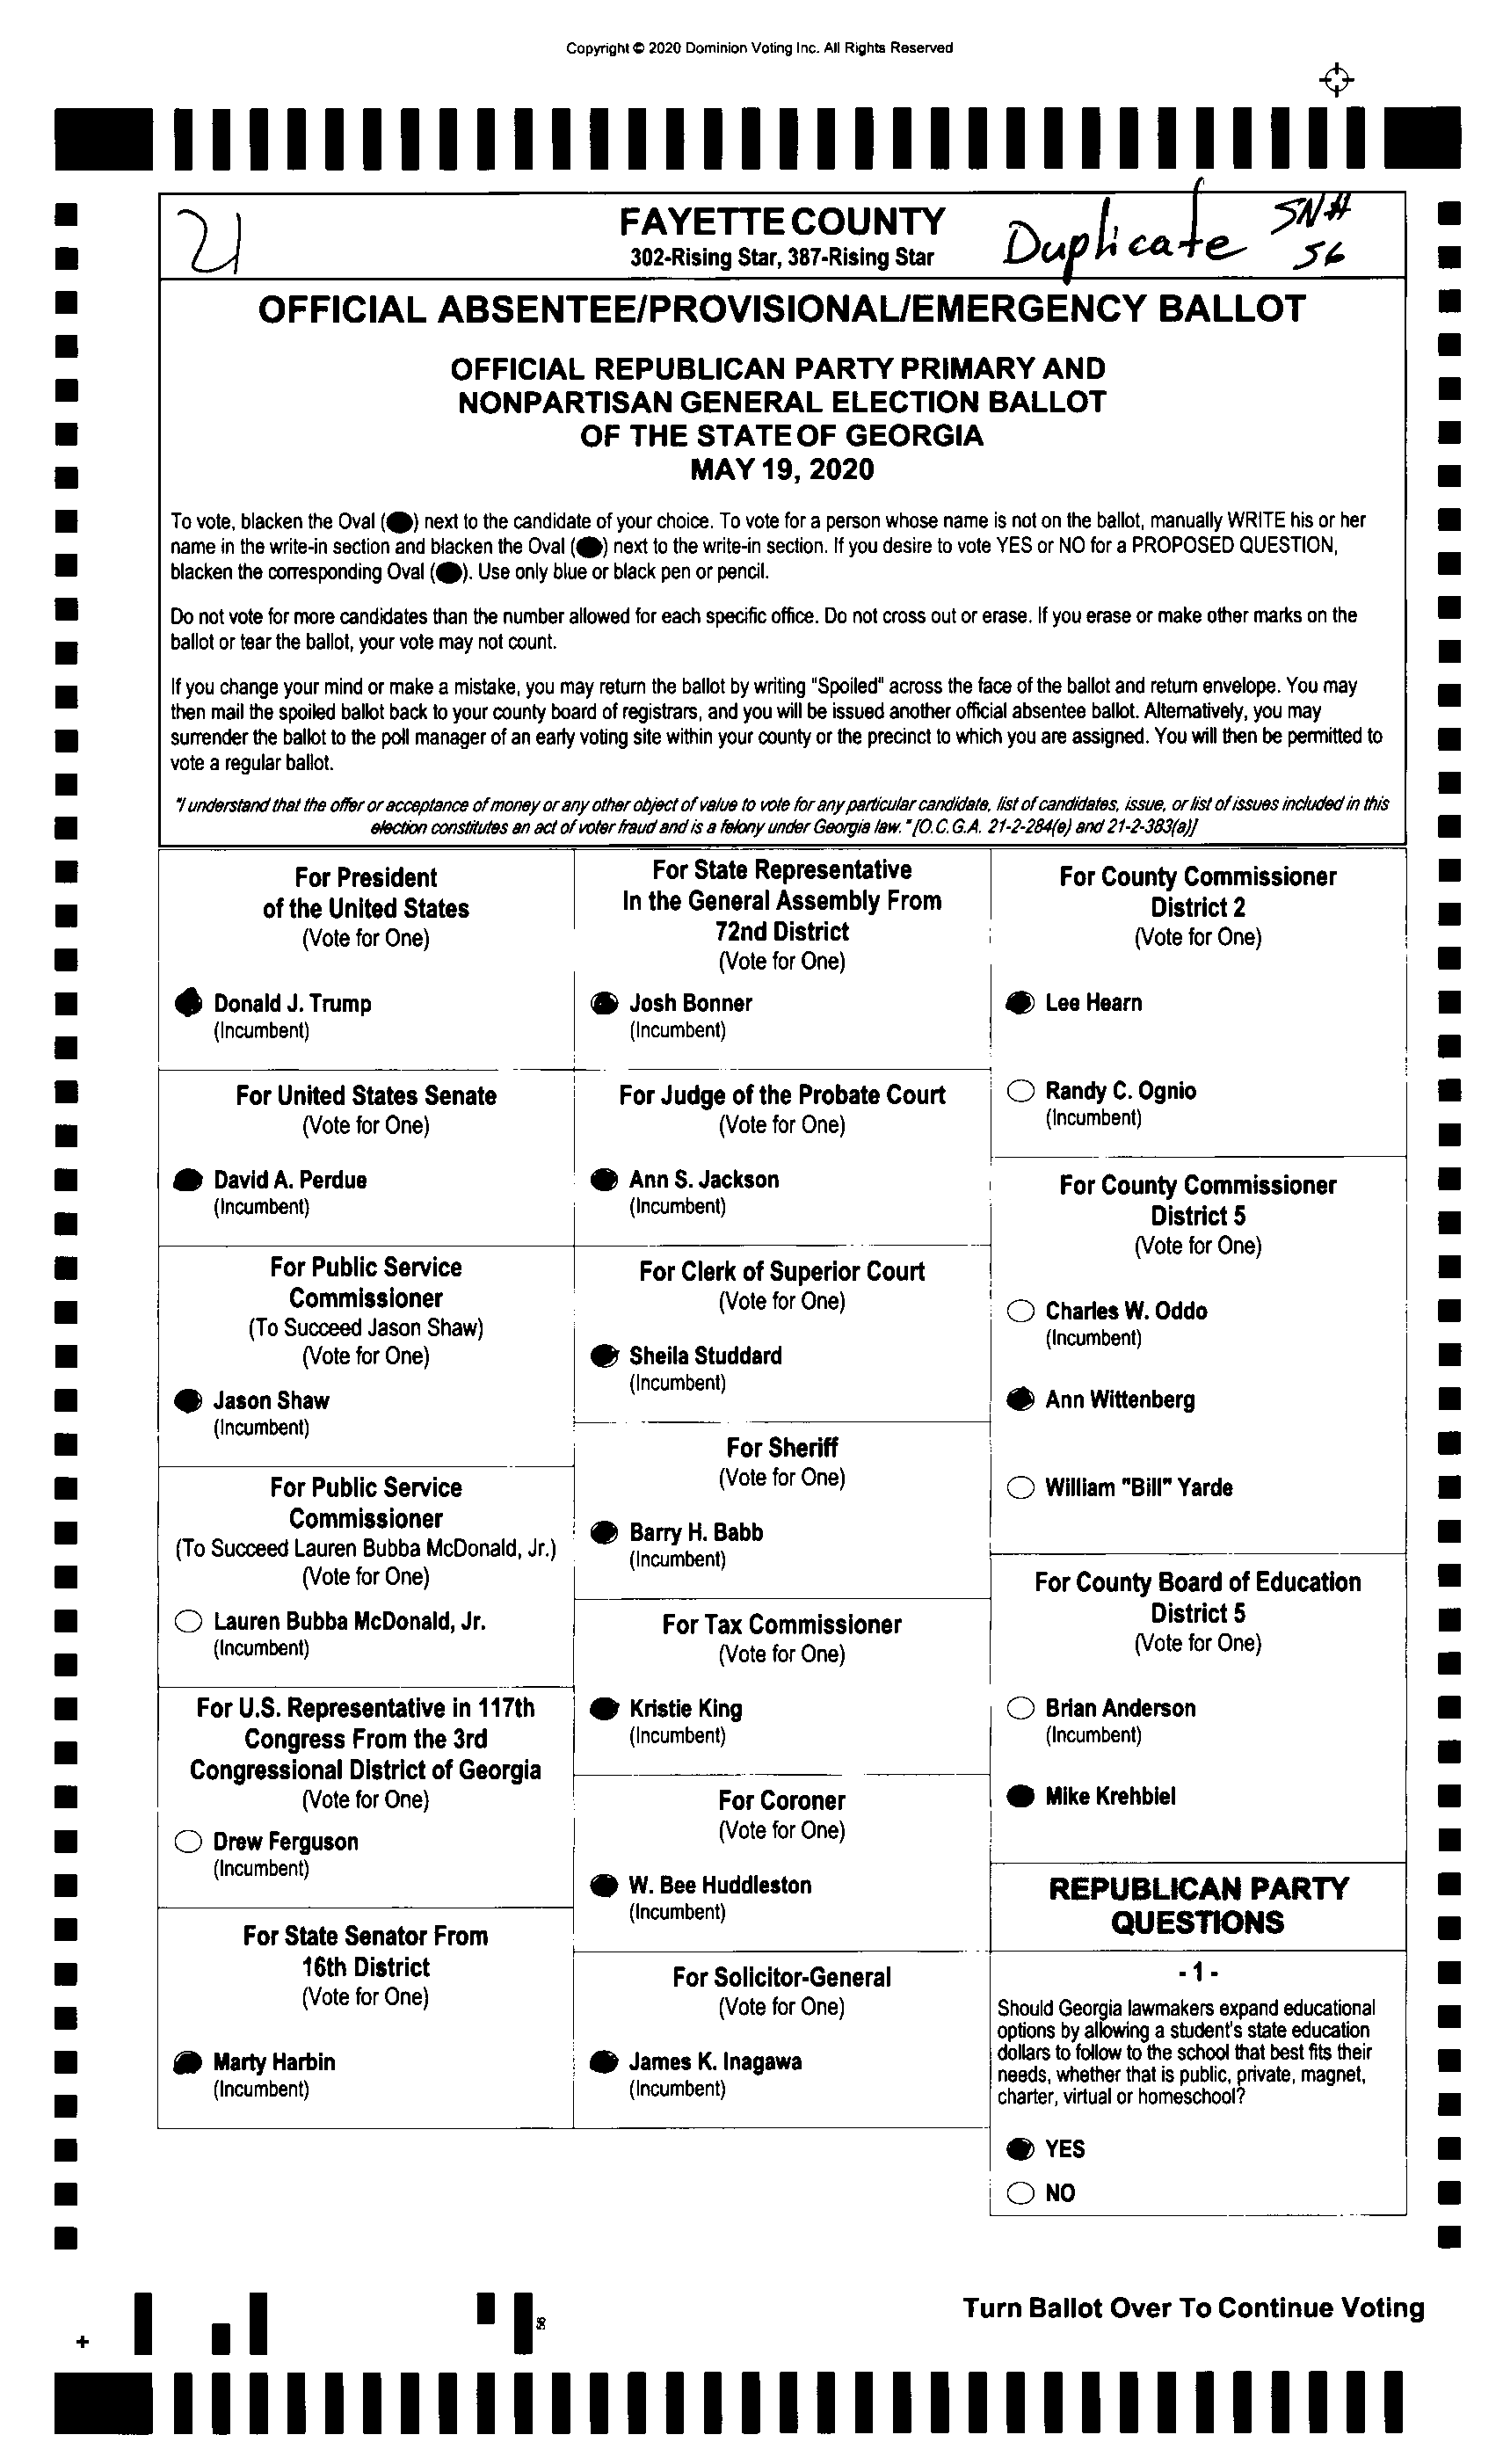 Copyright © 2020 Dominion Voting Inc. All Rights Reserved
21
FAYETTE COUNTY
302-Rising Star, 387-Rising Star
Duplicate
SN#
56
OFFICIAL ABSENTEE/PROVISIONAL/EMERGENCY BALLOT
OFFICIAL REPUBLICAN PARTY PRIMARY AND
NONPARTISAN GENERAL ELECTION BALLOT
OF THE STATE OF GEORGIA
MAY 19, 2020
To vote, blacken the Oval ( ) next to the candidate of your choice. To vote for a person whose name is not on the ballot, manually WRITE his or her
name in the write-in section and blacken the Oval ( ) next to the write-in section. If you desire to vote YES or NO for a PROPOSED QUESTION,
blacken the corresponding Oval ( ). Use only blue or black pen or pencil.
Do not vote for more candidates than the number allowed for each specific office. Do not cross out or erase. If you erase or make other marks on the
ballot or tear the ballot, your vote may not count.
If you change your mind or make a mistake, you may return the ballot by writing "Spoiled" across the face of the ballot and return envelope. You may
then mail the spoiled ballot back to your county board of registrars, and you will be issued another official absentee ballot. Alternatively, you may
surrender the ballot to the poll manager of an early voting site within your county or the precinct to which you are assigned. You will then be permitted to
vote a regular ballot.
"I understand that the offer or acceptance of money or any other object of value to vote for any particular candidate, list of candidates, issue, or list of issues included in this
election constitutes an act of voter fraud and is a felony under Georgia law." [O.C.G.A. 21-2-284(e) and 21-2-383(a)]
For President
of the United States
(Vote for One)
Donald J. Trump
(Incumbent)
For United States Senate
(Vote for One)
David A. Perdue
(Incumbent)
For Public Service
Commissioner
(To Succeed Jason Shaw)
(Vote for One)
Jason Shaw
(Incumbent)
For Public Service
Commissioner
(To Succeed Lauren Bubba McDonald, Jr.)
(Vote for One)
Lauren Bubba McDonald, Jr.
(Incumbent)
For U.S. Representative in 117th
Congress From the 3rd
Congressional District of Georgia
(Vote for One)
Drew Ferguson
(Incumbent)
For State Senator From
16th District
(Vote for One)
Marty Harbin
(Incumbent)
For State Representative
In the General Assembly From
72nd District
(Vote for One)
Josh Bonner
(Incumbent)
For Judge of the Probate Court
(Vote for One)
Ann S. Jackson
(Incumbent)
For Clerk of Superior Court
(Vote for One)
Sheila Studdard
(Incumbent)
For Sheriff
(Vote for One)
Barry H. Babb
(Incumbent)
For Tax Commissioner
(Vote for One)
Kristie King
(Incumbent)
For Coroner
(Vote for One)
W. Bee Huddleston
(Incumbent)
For Solicitor-General
(Vote for One)
James K. Inagawa
(Incumbent)
For County Commissioner
District 2
(Vote for One)
Lee Hearn
Randy C. Ognio
(Incumbent)
For County Commissioner
District 5
(Vote for One)
Charles W. Oddo
(Incumbent)
Ann Wittenberg
William "Bill" Yarde
For County Board of Education
District 5
(Vote for One)
Brian Anderson
(Incumbent)
Mike Krehbiel
REPUBLICAN PARTY
QUESTIONS
- 1 -
Should Georgia lawmakers expand educational
options by allowing a student's state education
dollars to follow to the school that best fits their
needs, whether that is public, private, magnet,
charter, virtual or homeschool?
YES
NO
56
Turn Ballot Over To Continue Voting